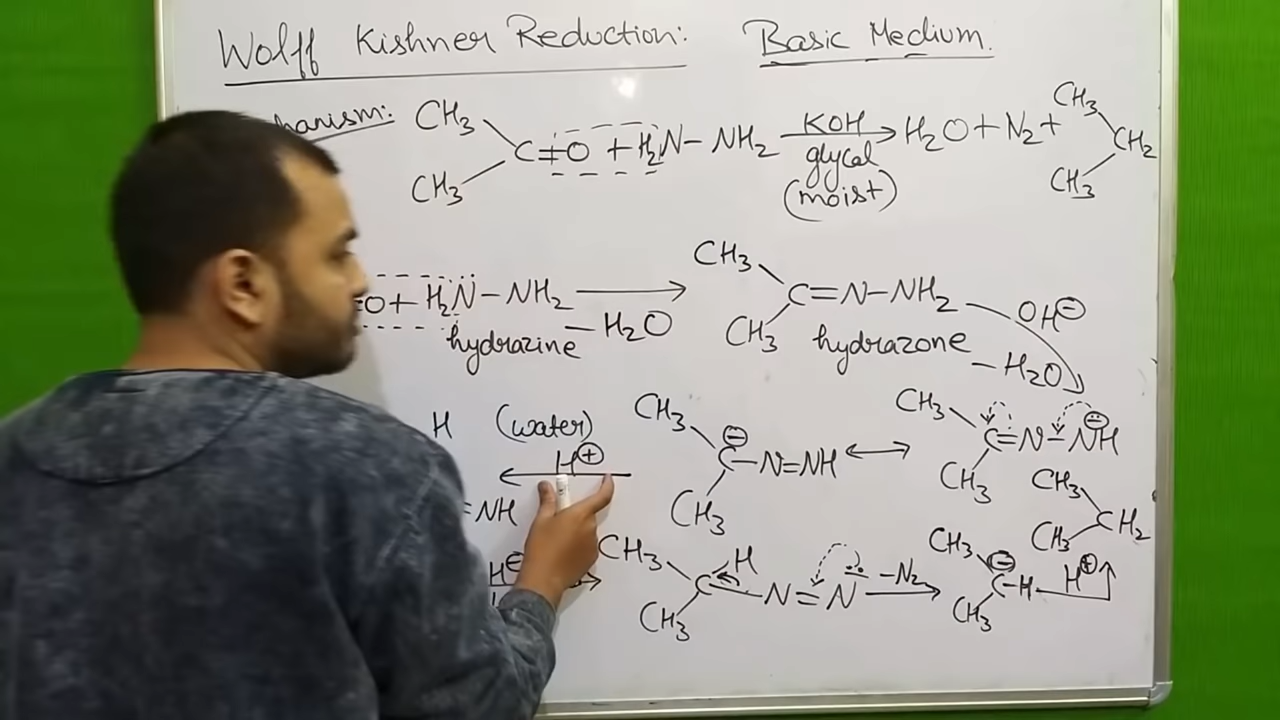 Wolff Kishner Reduction: Basic Medium.
CH3 CH3
CH3 C=O + H2N-NH2 KOH glycol (moist) → H2O + N2 + CH3 CH2 CH3
CH3
=O + H2N̈-NH2 → C=N-NH2 OH⊖
CH3 hydrazine -H2O hydrazone
-H2O
H (water) CH3 ⊖ CH3
H⊕ ← C-N=NH ↔ C=N-NH
=NH CH3 CH3 CH3
CH3 H CH3 CH2
OH⊖ → C-N=N -N2 → CH3 ⊖ C-H H⊕
CH3 CH3